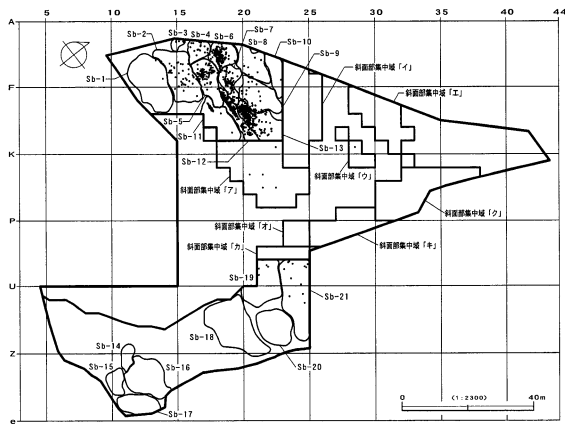 5 10 15 20 25 30 35 40 44
A
F
K
P
U
Z
e
Sb-1
Sb-2
Sb-3
Sb-4
Sb-6
Sb-7
Sb-8
Sb-10
Sb-9
Sb-5
Sb-11
Sb-12
Sb-13
斜面部集中域「イ」
斜面部集中域「エ」
斜面部集中域「ア」
斜面部集中域「ウ」
斜面部集中域「オ」
斜面部集中域「カ」
斜面部集中域「ク」
斜面部集中域「キ」
Sb-19
Sb-21
Sb-18
Sb-20
Sb-14
Sb-15
Sb-16
Sb-17
0 (1:2300) 40m